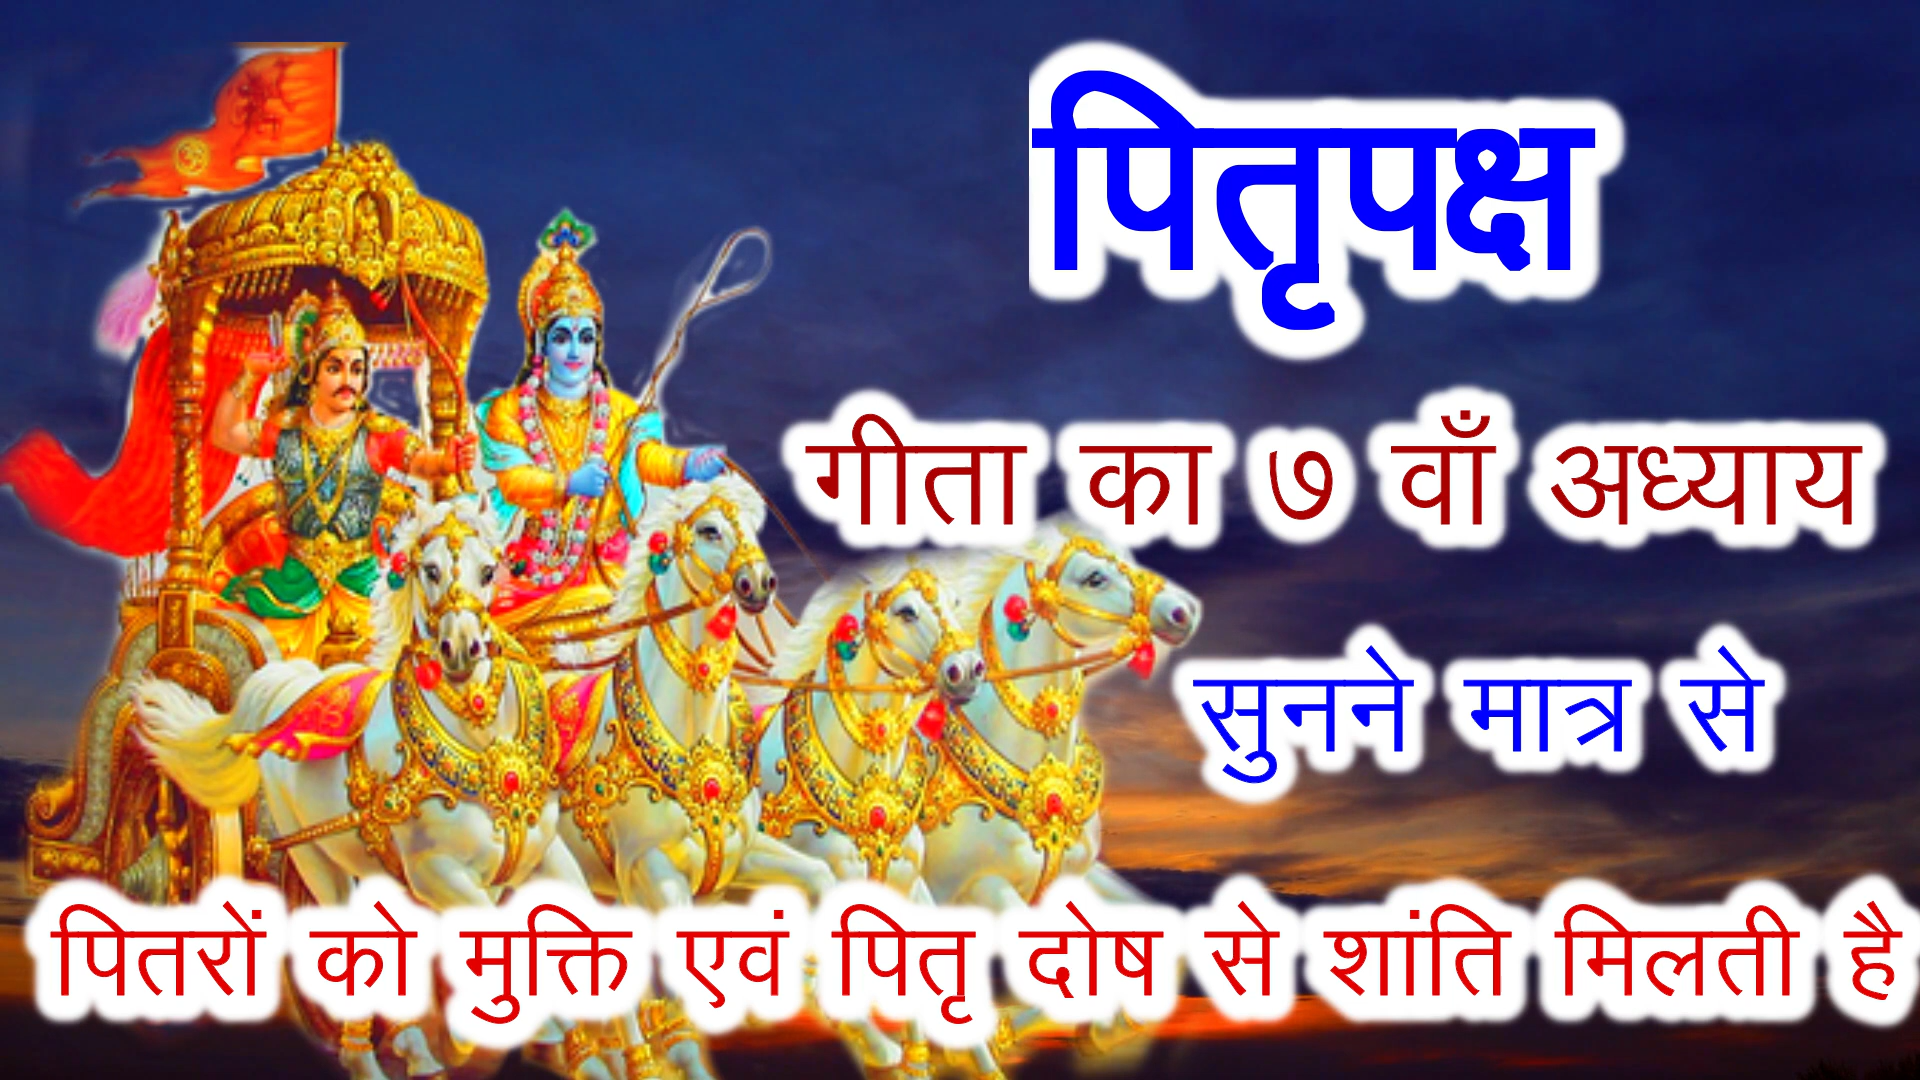 पितृपक्ष
गीता का ७ वाँ अध्याय
सुनने मात्र से
पितरों को मुक्ति एवं पितृ दोष से शांति मिलती है